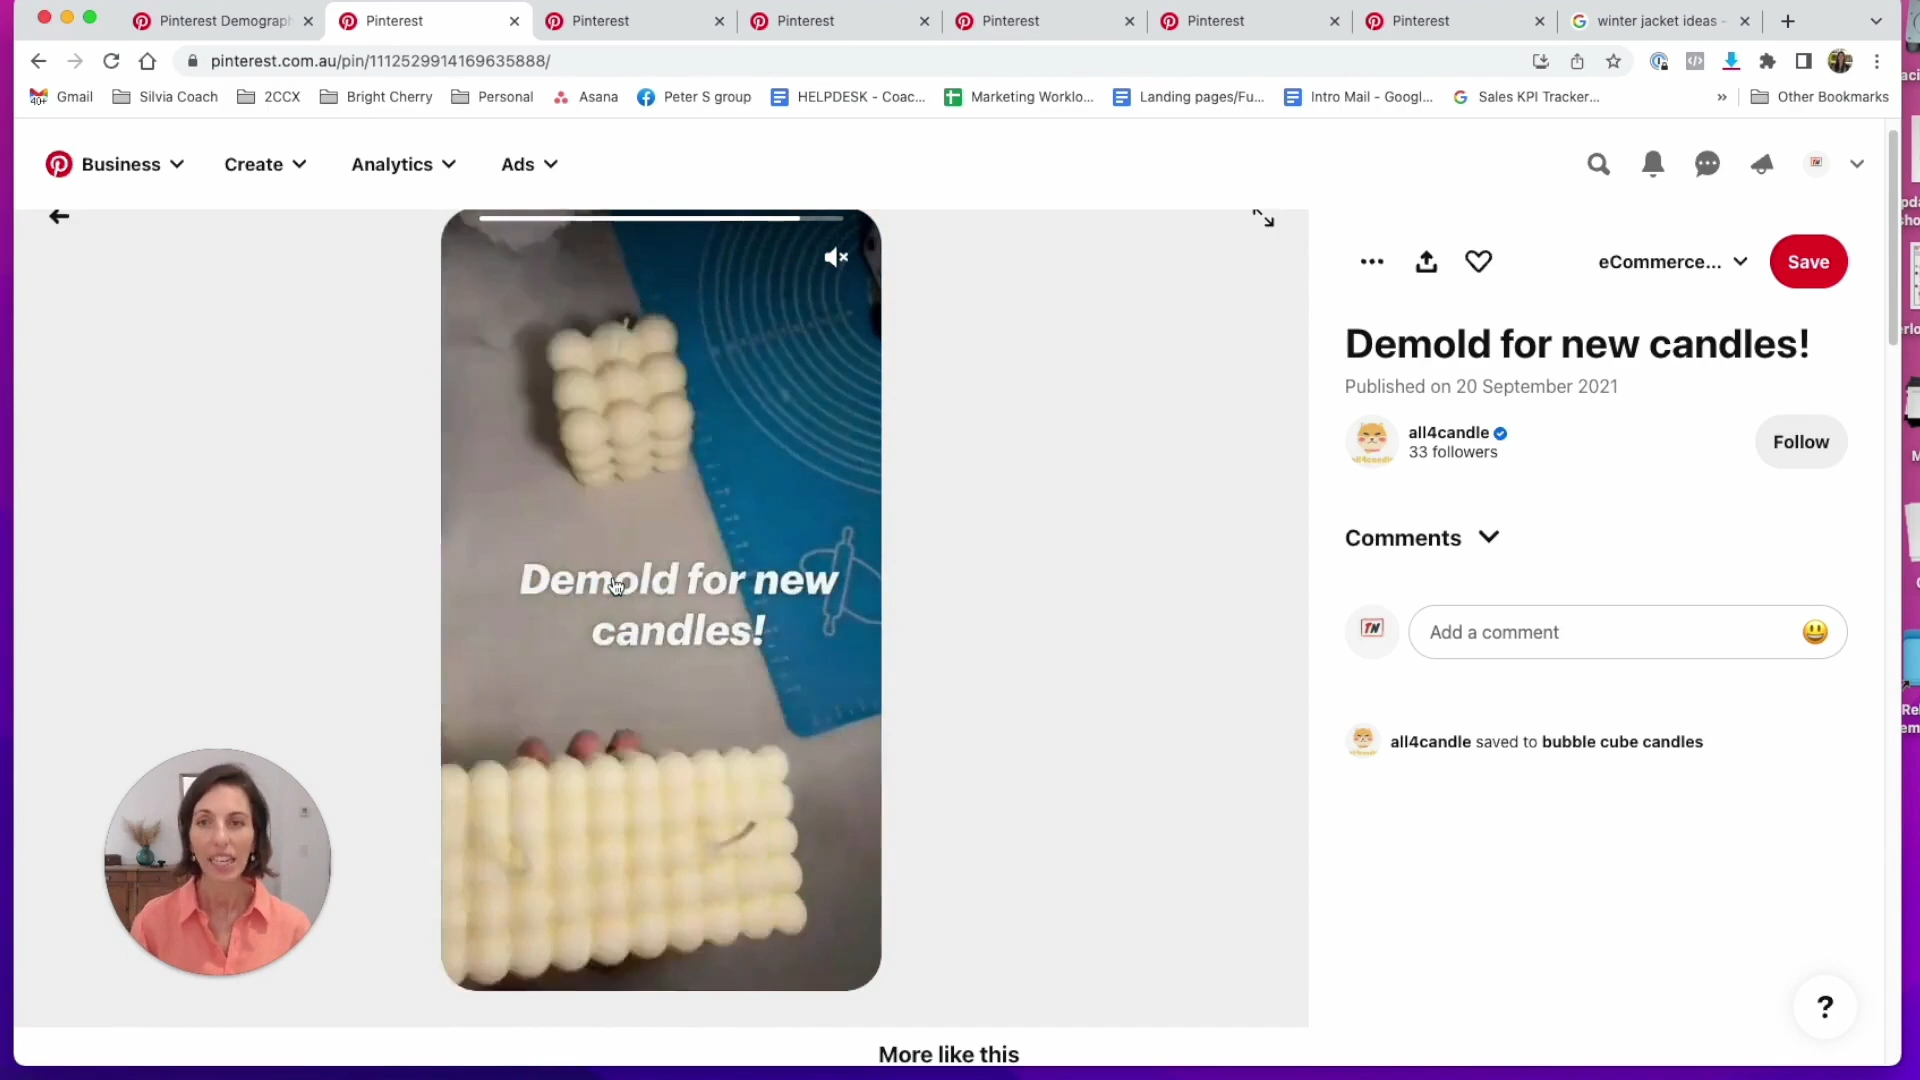 Pinterest Demograph
Pinterest
Pinterest
Pinterest
Pinterest
Pinterest
Pinterest
winter jacket ideas -
pinterest.com.au/pin/1112529914169635888/
40+
Gmail
Silvia Coach
2CCX
Bright Cherry
Personal
Asana
Peter S group
HELPDESK - Coac...
Marketing Worklo...
Landing pages/Fu...
Intro Mail - Googl...
Sales KPI Tracker...
»
Other Bookmarks
Business
Create
Analytics
Ads
eCommerce...
Save
Demold for new candles!
Published on 20 September 2021
all4candle
33 followers
Follow
Demold for new
candles!
Comments
TN
Add a comment
all4candle saved to bubble cube candles
?
More like this